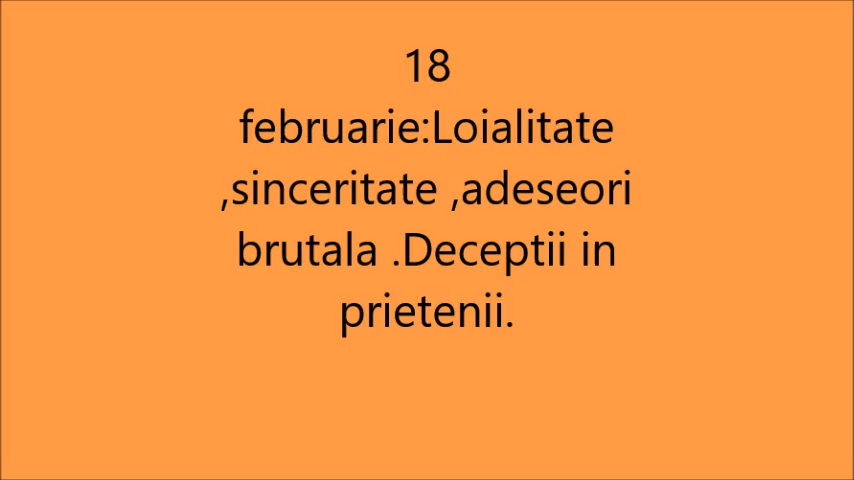 18
februarie:Loialitate
,sinceritate ,adeseori
brutala .Deceptii in
prietenii.